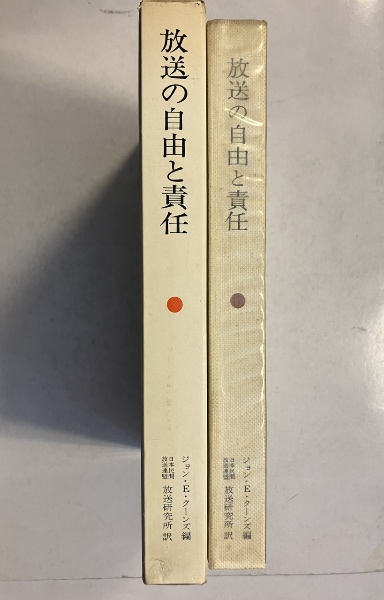 放送の自由と責任
ジョン・E・クーンズ編
日本民間
放送連盟
放送研究所訳
放送の自由と責任
ジョン・E・クーンズ編
日本民間
放送連盟
放送研究所訳